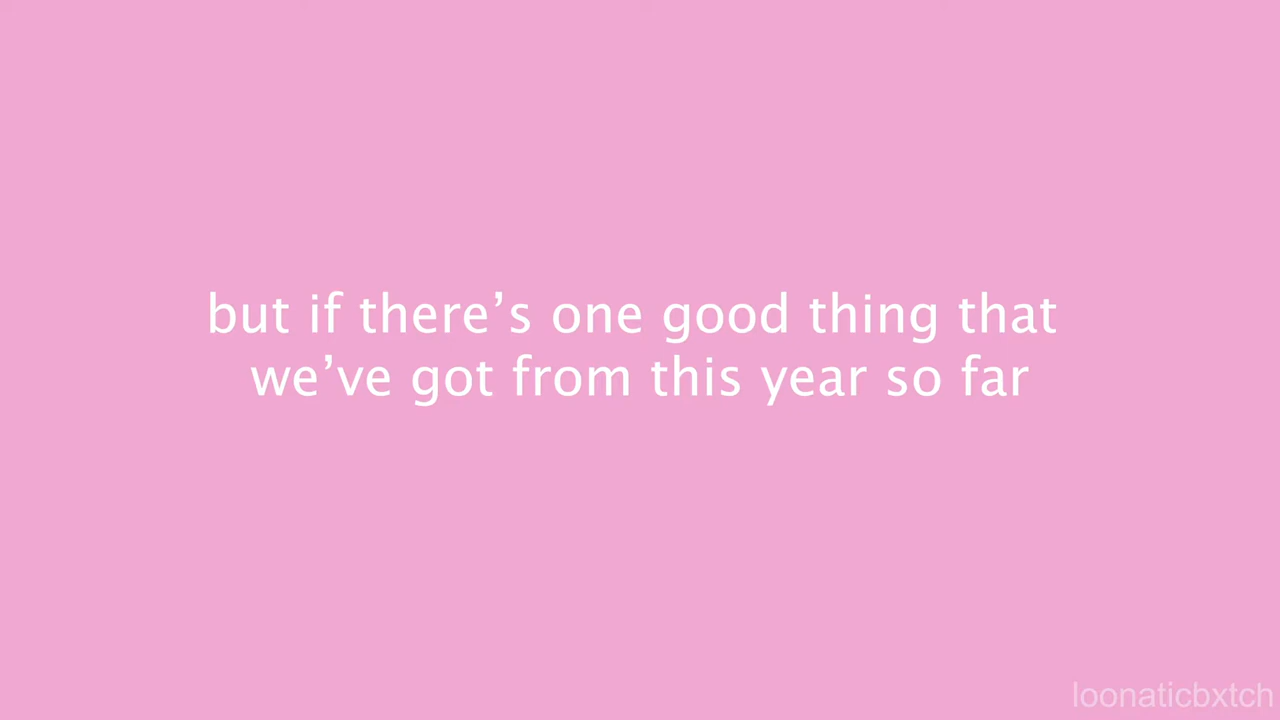 but if there’s one good thing that
we’ve got from this year so far
loonaticbxtch